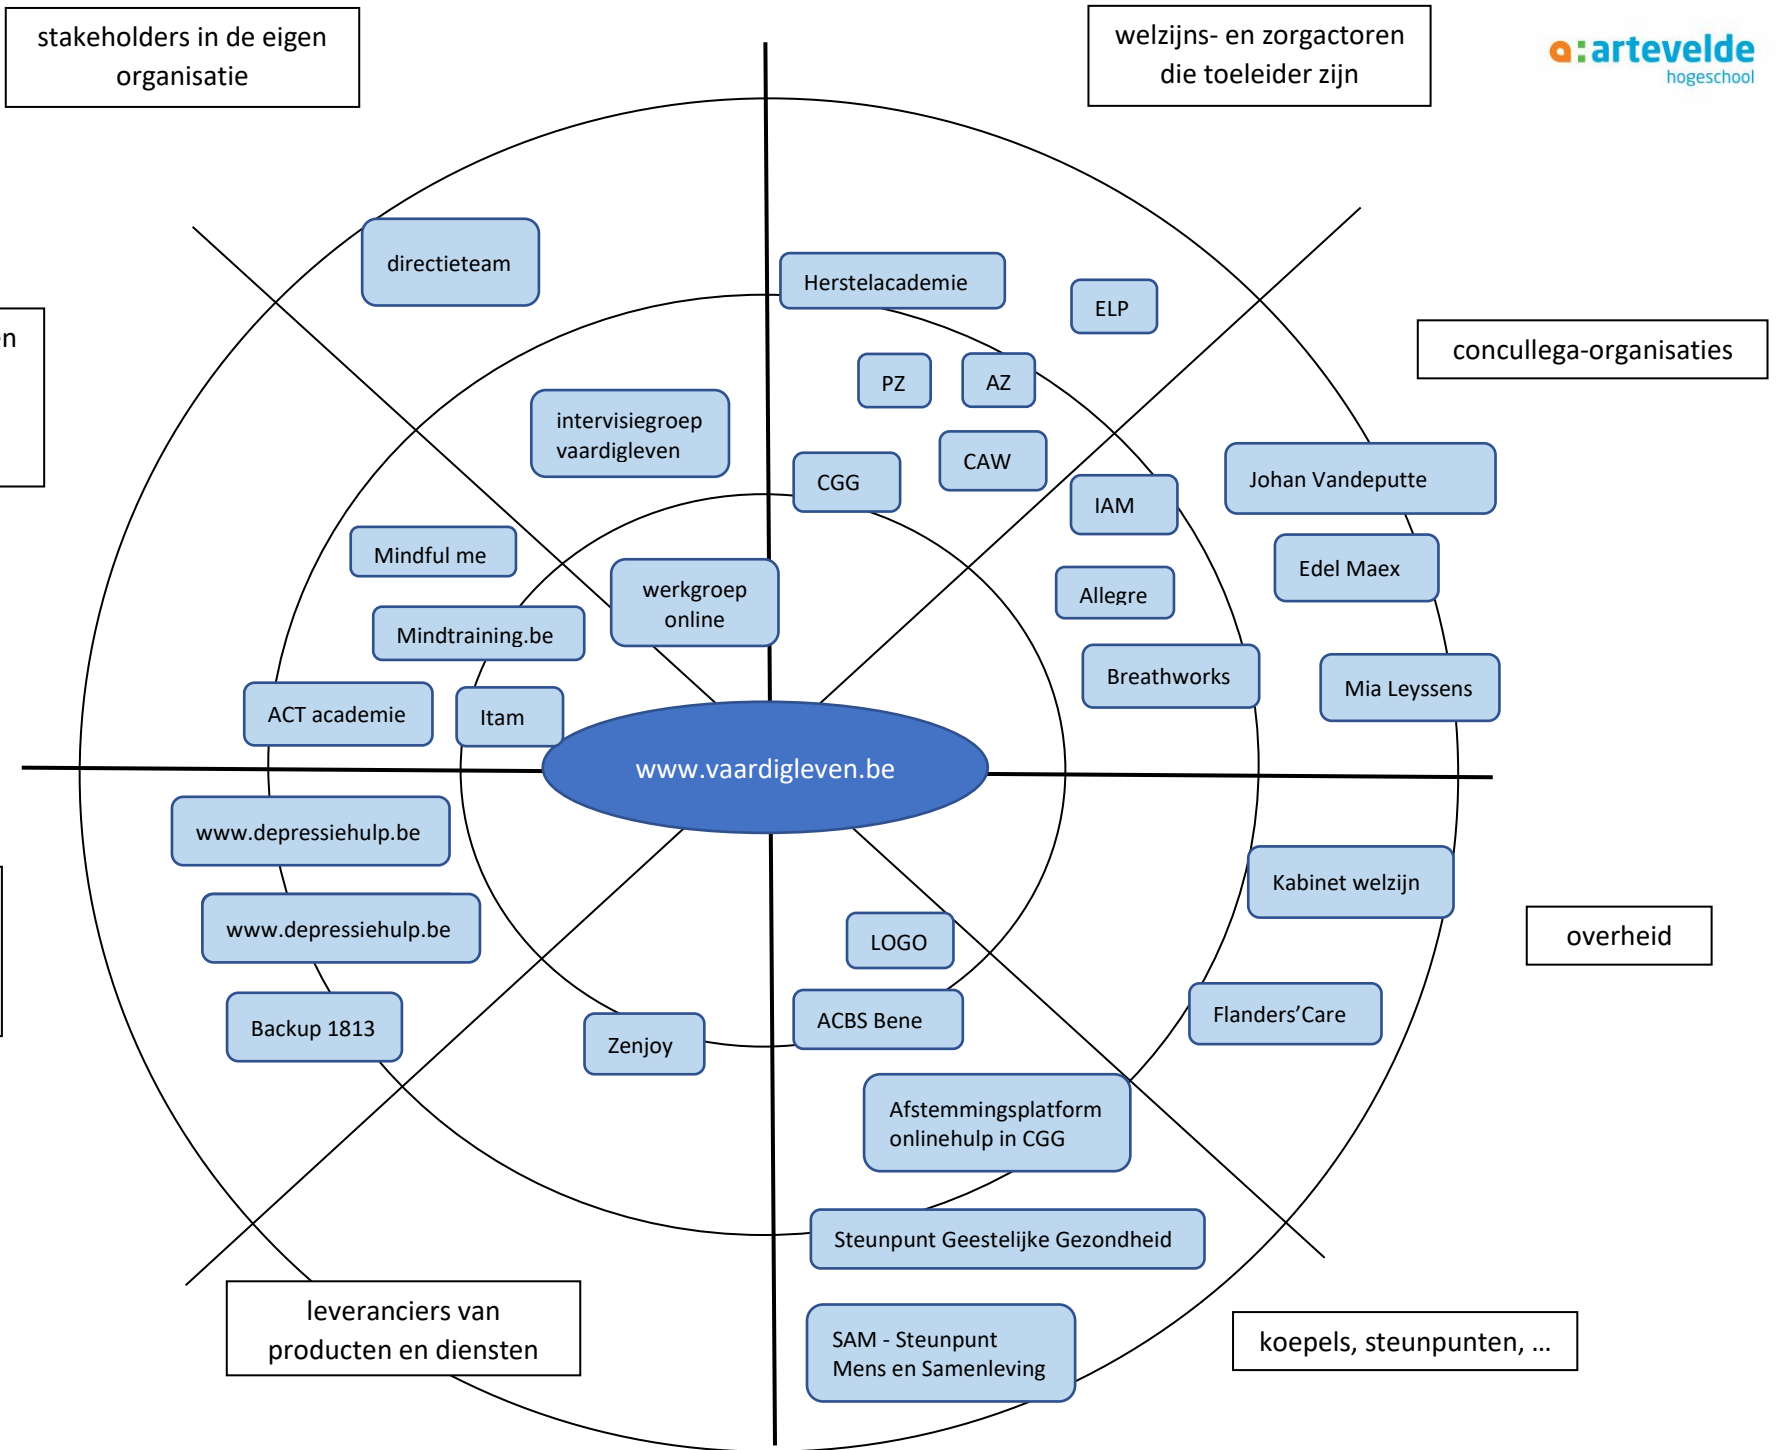 stakeholders in de eigen
organisatie
welzijns- en zorgactoren
die toeleider zijn
a:artevelde
hogeschool
directieteam
Herstelacademie
ELP
concullega-organisaties
PZ
AZ
intervisiegroep
vaardigleven
CAW
CGG
Johan Vandeputte
IAM
Mindful me
Edel Maex
werkgroep
online
Allegre
Mindtraining.be
Breathworks
Mia Leyssens
ACT academie
Itam
www.vaardigleven.be
www.depressiehulp.be
Kabinet welzijn
www.depressiehulp.be
LOGO
overheid
Backup 1813
Zenjoy
ACBS Bene
Flanders’Care
Afstemmingsplatform
onlinehulp in CGG
Steunpunt Geestelijke Gezondheid
leveranciers van
producten en diensten
SAM - Steunpunt
Mens en Samenleving
koepels, steunpunten, ...